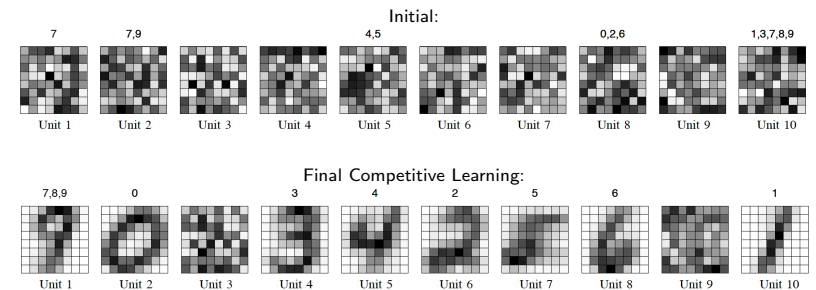 Initial:
7 7,9 4,5 0,2,6 1,3,7,8,9
Unit 1 Unit 2 Unit 3 Unit 4 Unit 5 Unit 6 Unit 7 Unit 8 Unit 9 Unit 10
Final Competitive Learning:
7,8,9 0 3 4 2 5 6 1
Unit 1 Unit 2 Unit 3 Unit 4 Unit 5 Unit 6 Unit 7 Unit 8 Unit 9 Unit 10